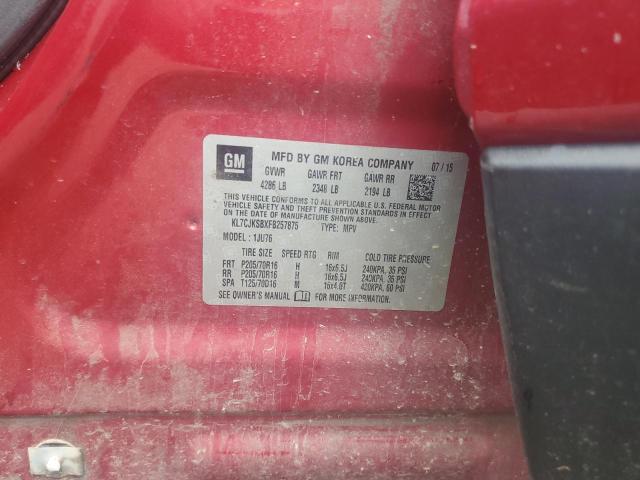 GM
MFD BY GM KOREA COMPANY 07 / 15
GVWR GAWR FRT GAWR RR
4286 LB 2348 LB 2194 LB
THIS VEHICLE CONFORMS TO ALL APPLICABLE U.S. FEDERAL MOTOR
VEHICLE SAFETY AND THEFT PREVENTION STANDARDS IN EFFECT ON
THE DATE OF MANUFACTURE SHOWN ABOVE.
KL7CJKSBXFB257875 TYPE: MPV
MODEL : 1JU76
TIRE SIZE SPEED RTG RIM COLD TIRE PRESSURE
FRT P205/70R16 H 16x6.5J 240KPA, 35 PSI
RR P205/70R16 H 16x6.5J 240KPA, 35 PSI
SPA T125/70D16 M 16x4.0T 420KPA, 60 PSI
SEE OWNER'S MANUAL FOR MORE INFORMATION.